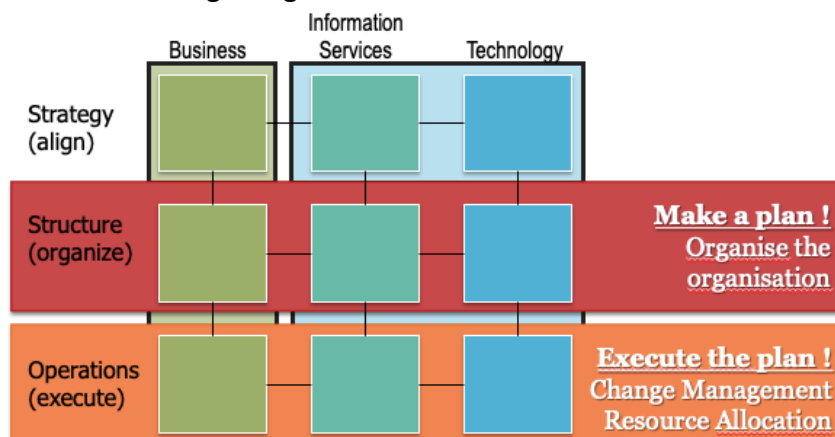 Information
Business Services Technology
Strategy
(align)
Structure
(organize)
Make a plan !
Organise the
organisation
Operations
(execute)
Execute the plan !
Change Management
Resource Allocation